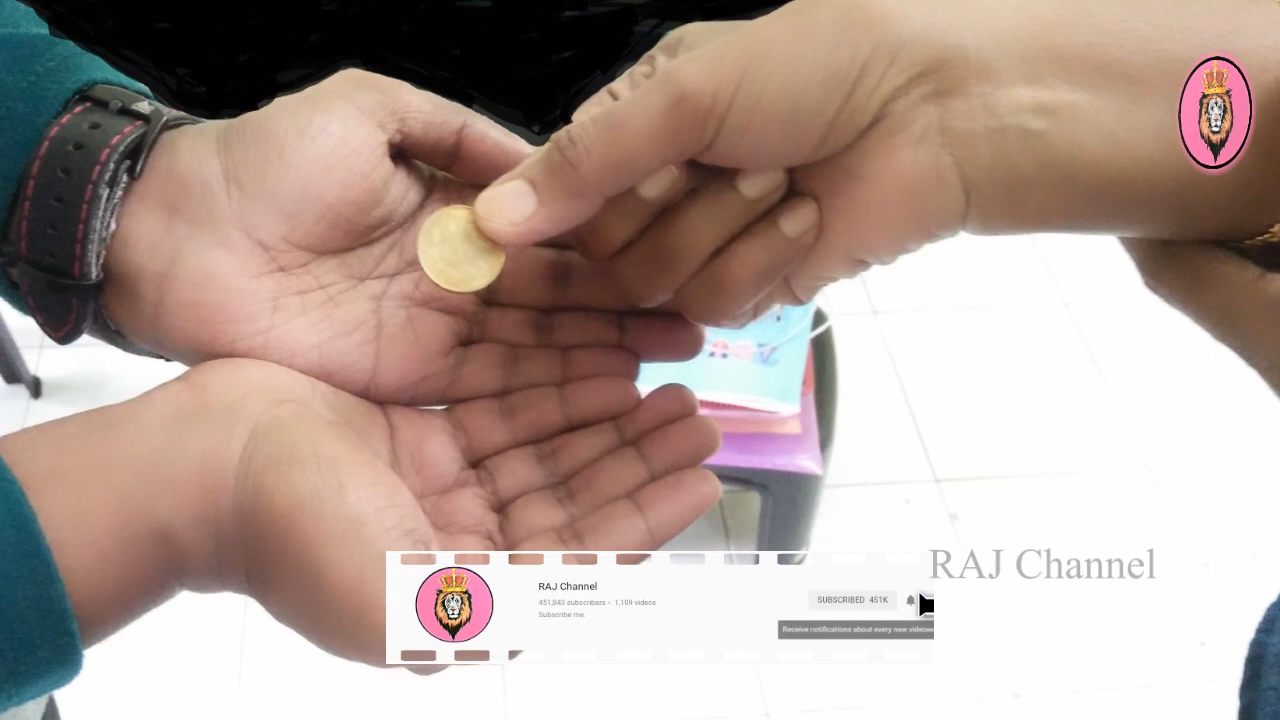 RAJ Channel
RAJ Channel
451,843 subscribers • 1,109 videos
Subscribe me.
SUBSCRIBED 451K
Receive notifications about every new video